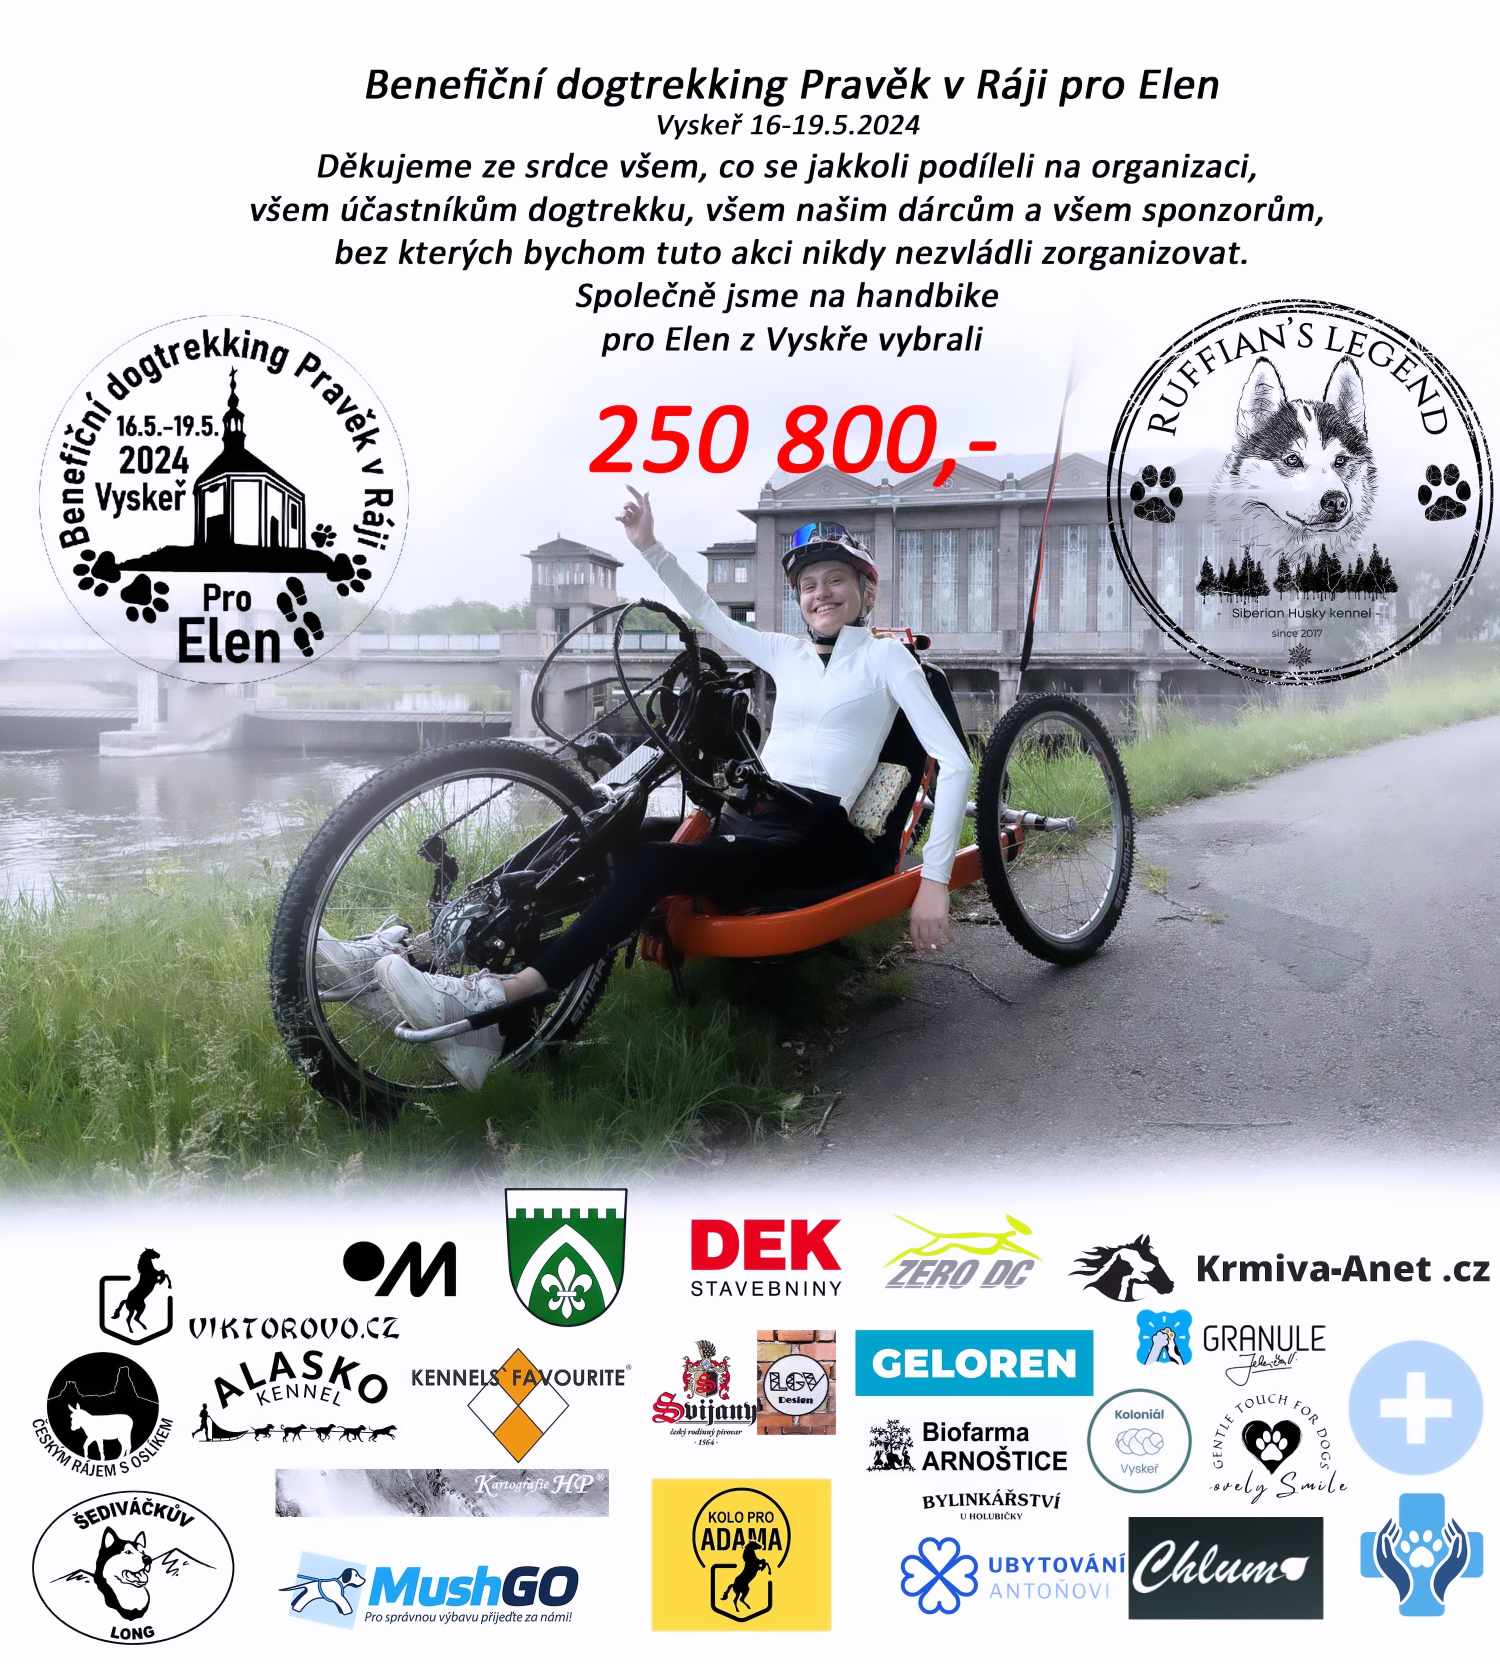 Benefiční dogtrekking Pravěk v Ráji pro Elen
Vyskeř 16-19.5.2024
Děkujeme ze srdce všem, co se jakkoli podíleli na organizaci,
všem účastníkům dogtrekku, všem našim dárcům a všem sponzorům,
bez kterých bychom tuto akci nikdy nezvládli zorganizovat.
Společně jsme na handbike
pro Elen z Vyskře vybrali
250 800,-
Benefiční dogtrekking Pravěk v Ráji
16.5.-19.5.
2024
Vyskeř
Pro
Elen
RUFFIAN'S LEGEND
- Siberian Husky kennel -
since 2017
SMART
VIKTOROVO.CZ
OM
DEK
STAVEBNINY
ZERO DC
Krmiva-Anet .cz
ČESKÝM RÁJEM S OSLÍKEM
ALASKO
KENNEL
KENNELS' FAVOURITE®
Svijany
český rodinný pivovar
· 1564 ·
LGV
Design
GELOREN
GRANULE
Biofarma
ARNOŠTICE
Koloniál
Vyskeř
GENTLE TOUCH FOR DOGS
ovely Smile
Kartografie HP®
BYLINKÁŘSTVÍ
U HOLUBIČKY
ŠEDIVÁČKŮV
LONG
MushGO
Pro správnou výbavu přijeďte za námi!
KOLO PRO
ADAMA
UBYTOVÁNÍ
ANTOŇOVI
Chlum